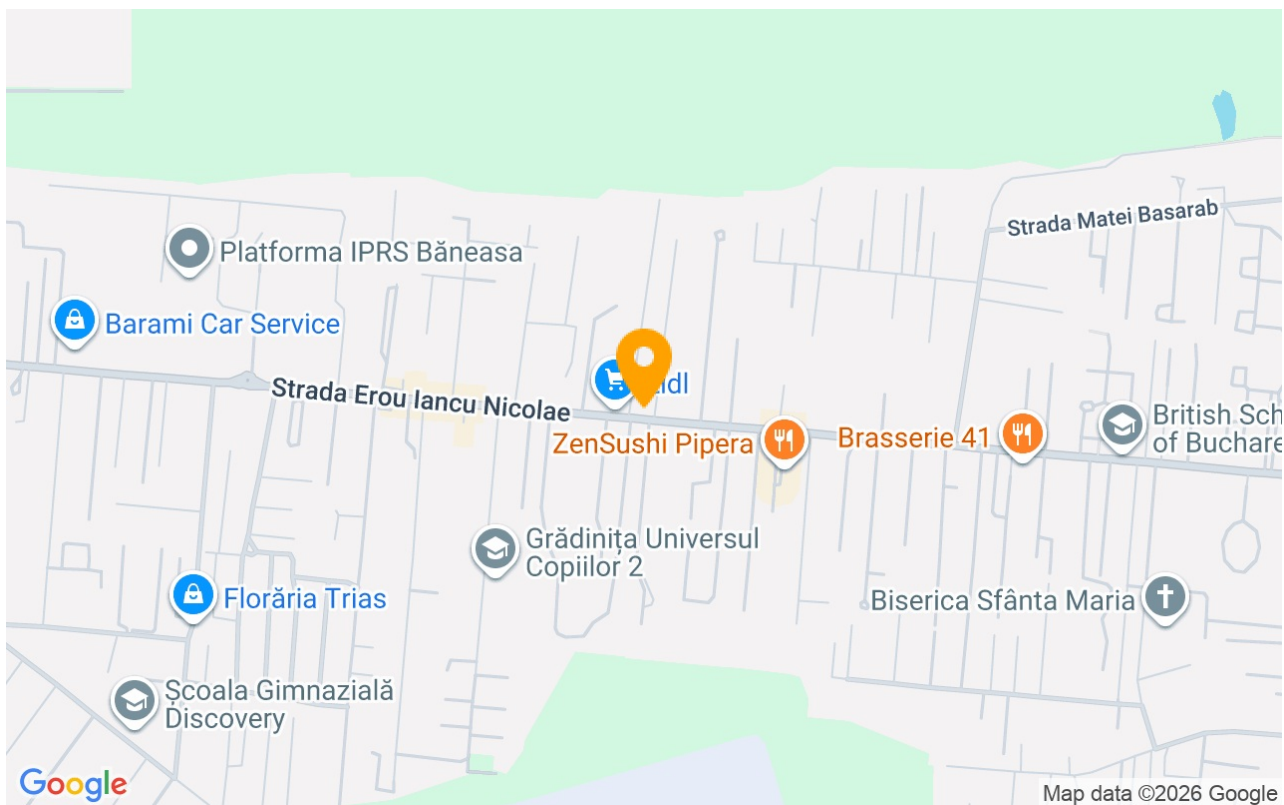 Strada Matei Basarab
Platforma IPRS Băneasa
Barami Car Service
Strada Erou Iancu Nicolae
ZenSushi Pipera
Brasserie 41
British Sch
of Buchare
Grădinița Universul
Copiilor 2
Florăria Trias
Biserica Sfânta Maria
Școala Gimnazială
Discovery
Google
Map data ©2026 Google